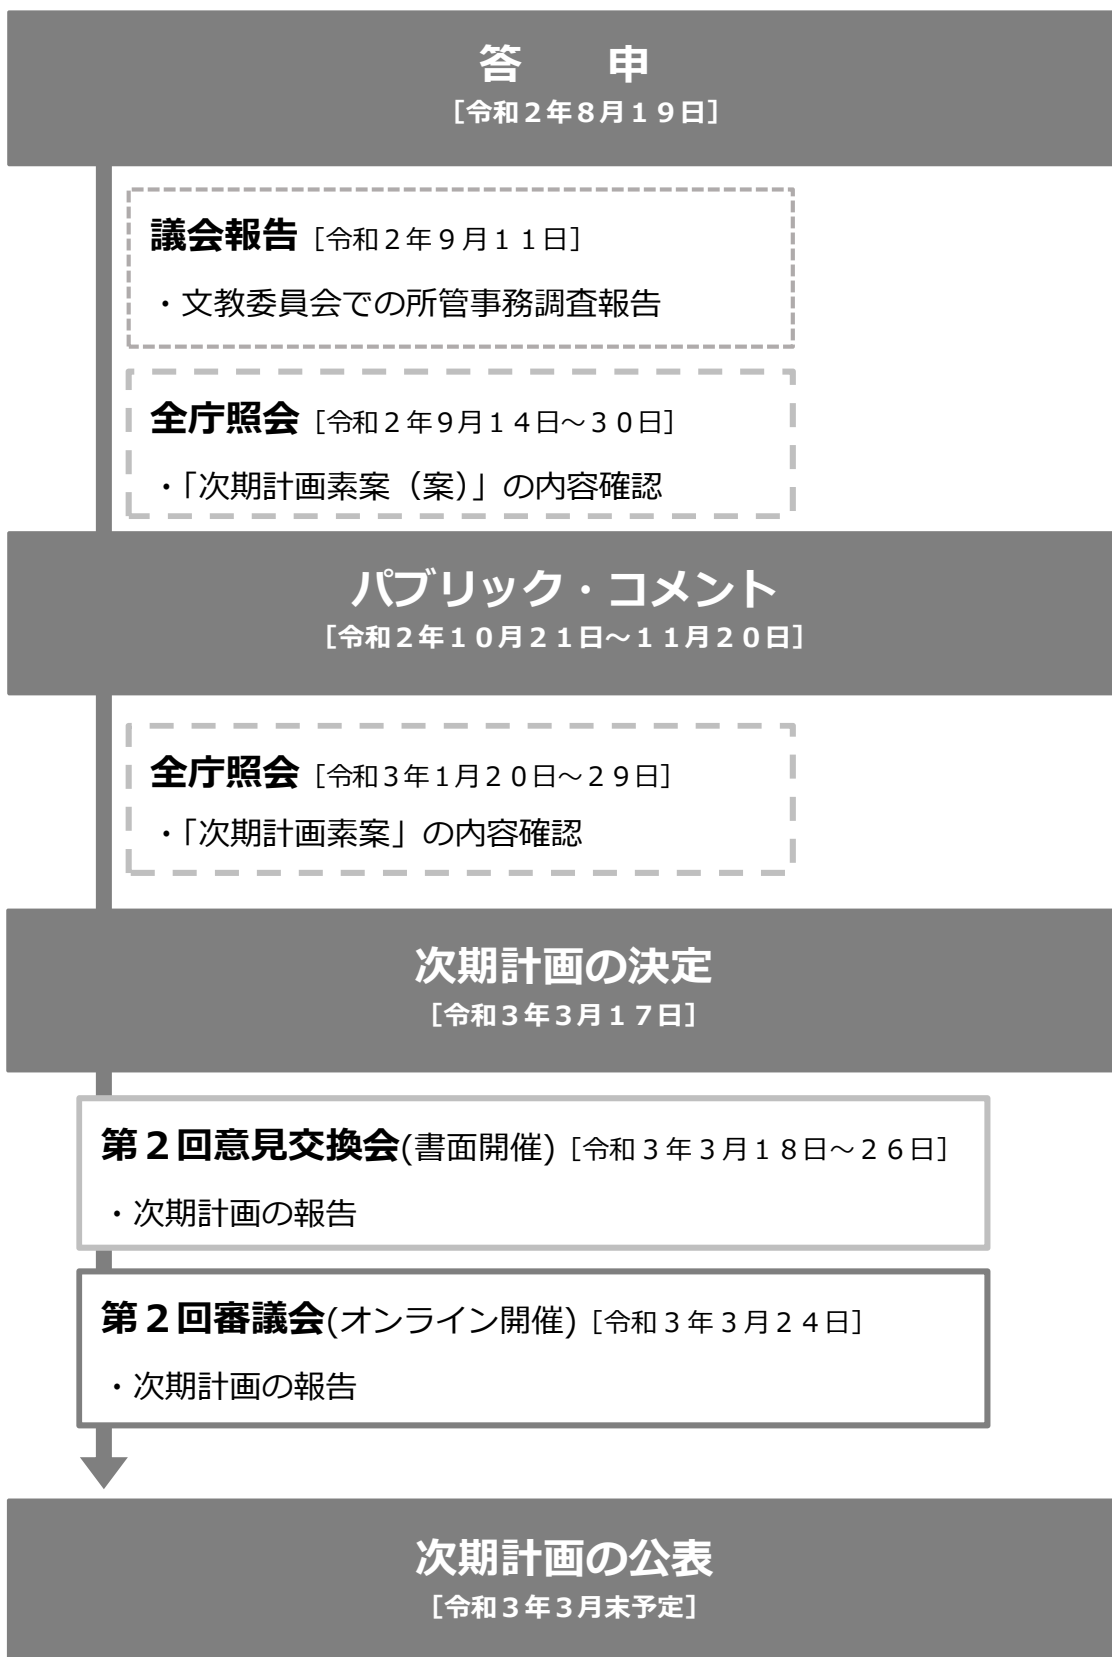 答　　申
［令和２年８月１９日］
議会報告［令和２年９月１１日］
・文教委員会での所管事務調査報告
全庁照会［令和２年９月１４日～３０日］
・「次期計画素案（案）」の内容確認
パブリック・コメント
［令和２年１０月２１日～１１月２０日］
全庁照会［令和３年１月２０日～２９日］
・「次期計画素案」の内容確認
次期計画の決定
［令和３年３月１７日］
第２回意見交換会(書面開催)［令和３年３月１８日～２６日］
・次期計画の報告
第２回審議会(オンライン開催)［令和３年３月２４日］
・次期計画の報告
次期計画の公表
［令和３年３月末予定］